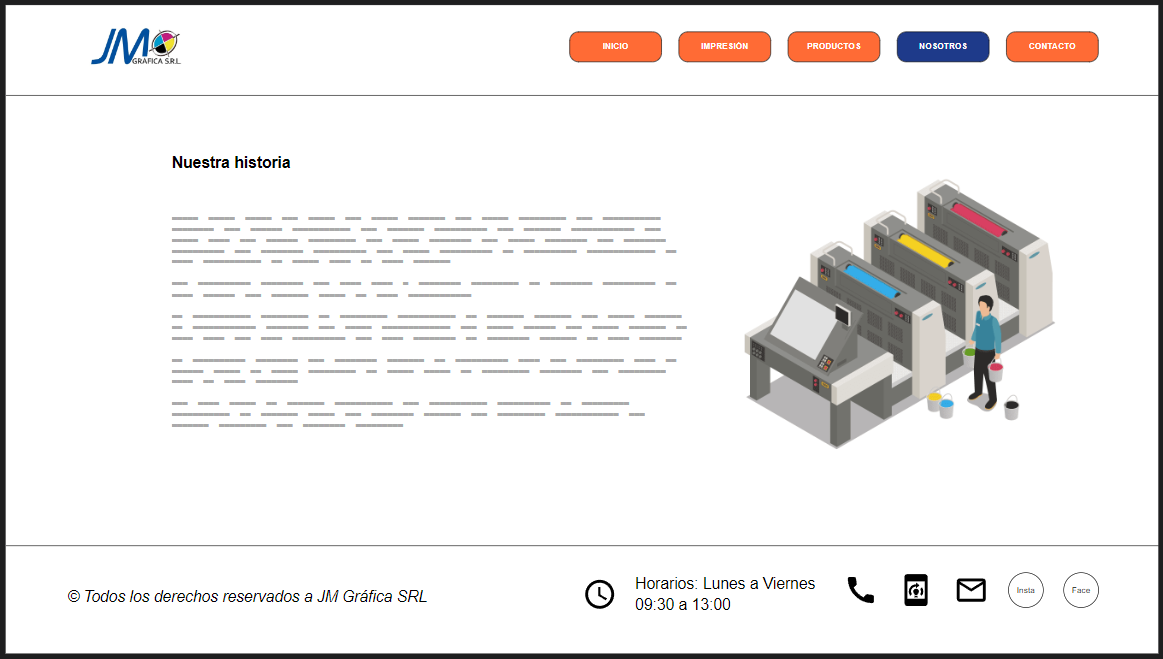 JM
GRAFICA S.R.L.
INICIO
IMPRESIÓN
PRODUCTOS
NOSOTROS
CONTACTO
Nuestra historia
© Todos los derechos reservados a JM Gráfica SRL
Horarios: Lunes a Viernes
09:30 a 13:00
Insta
Face